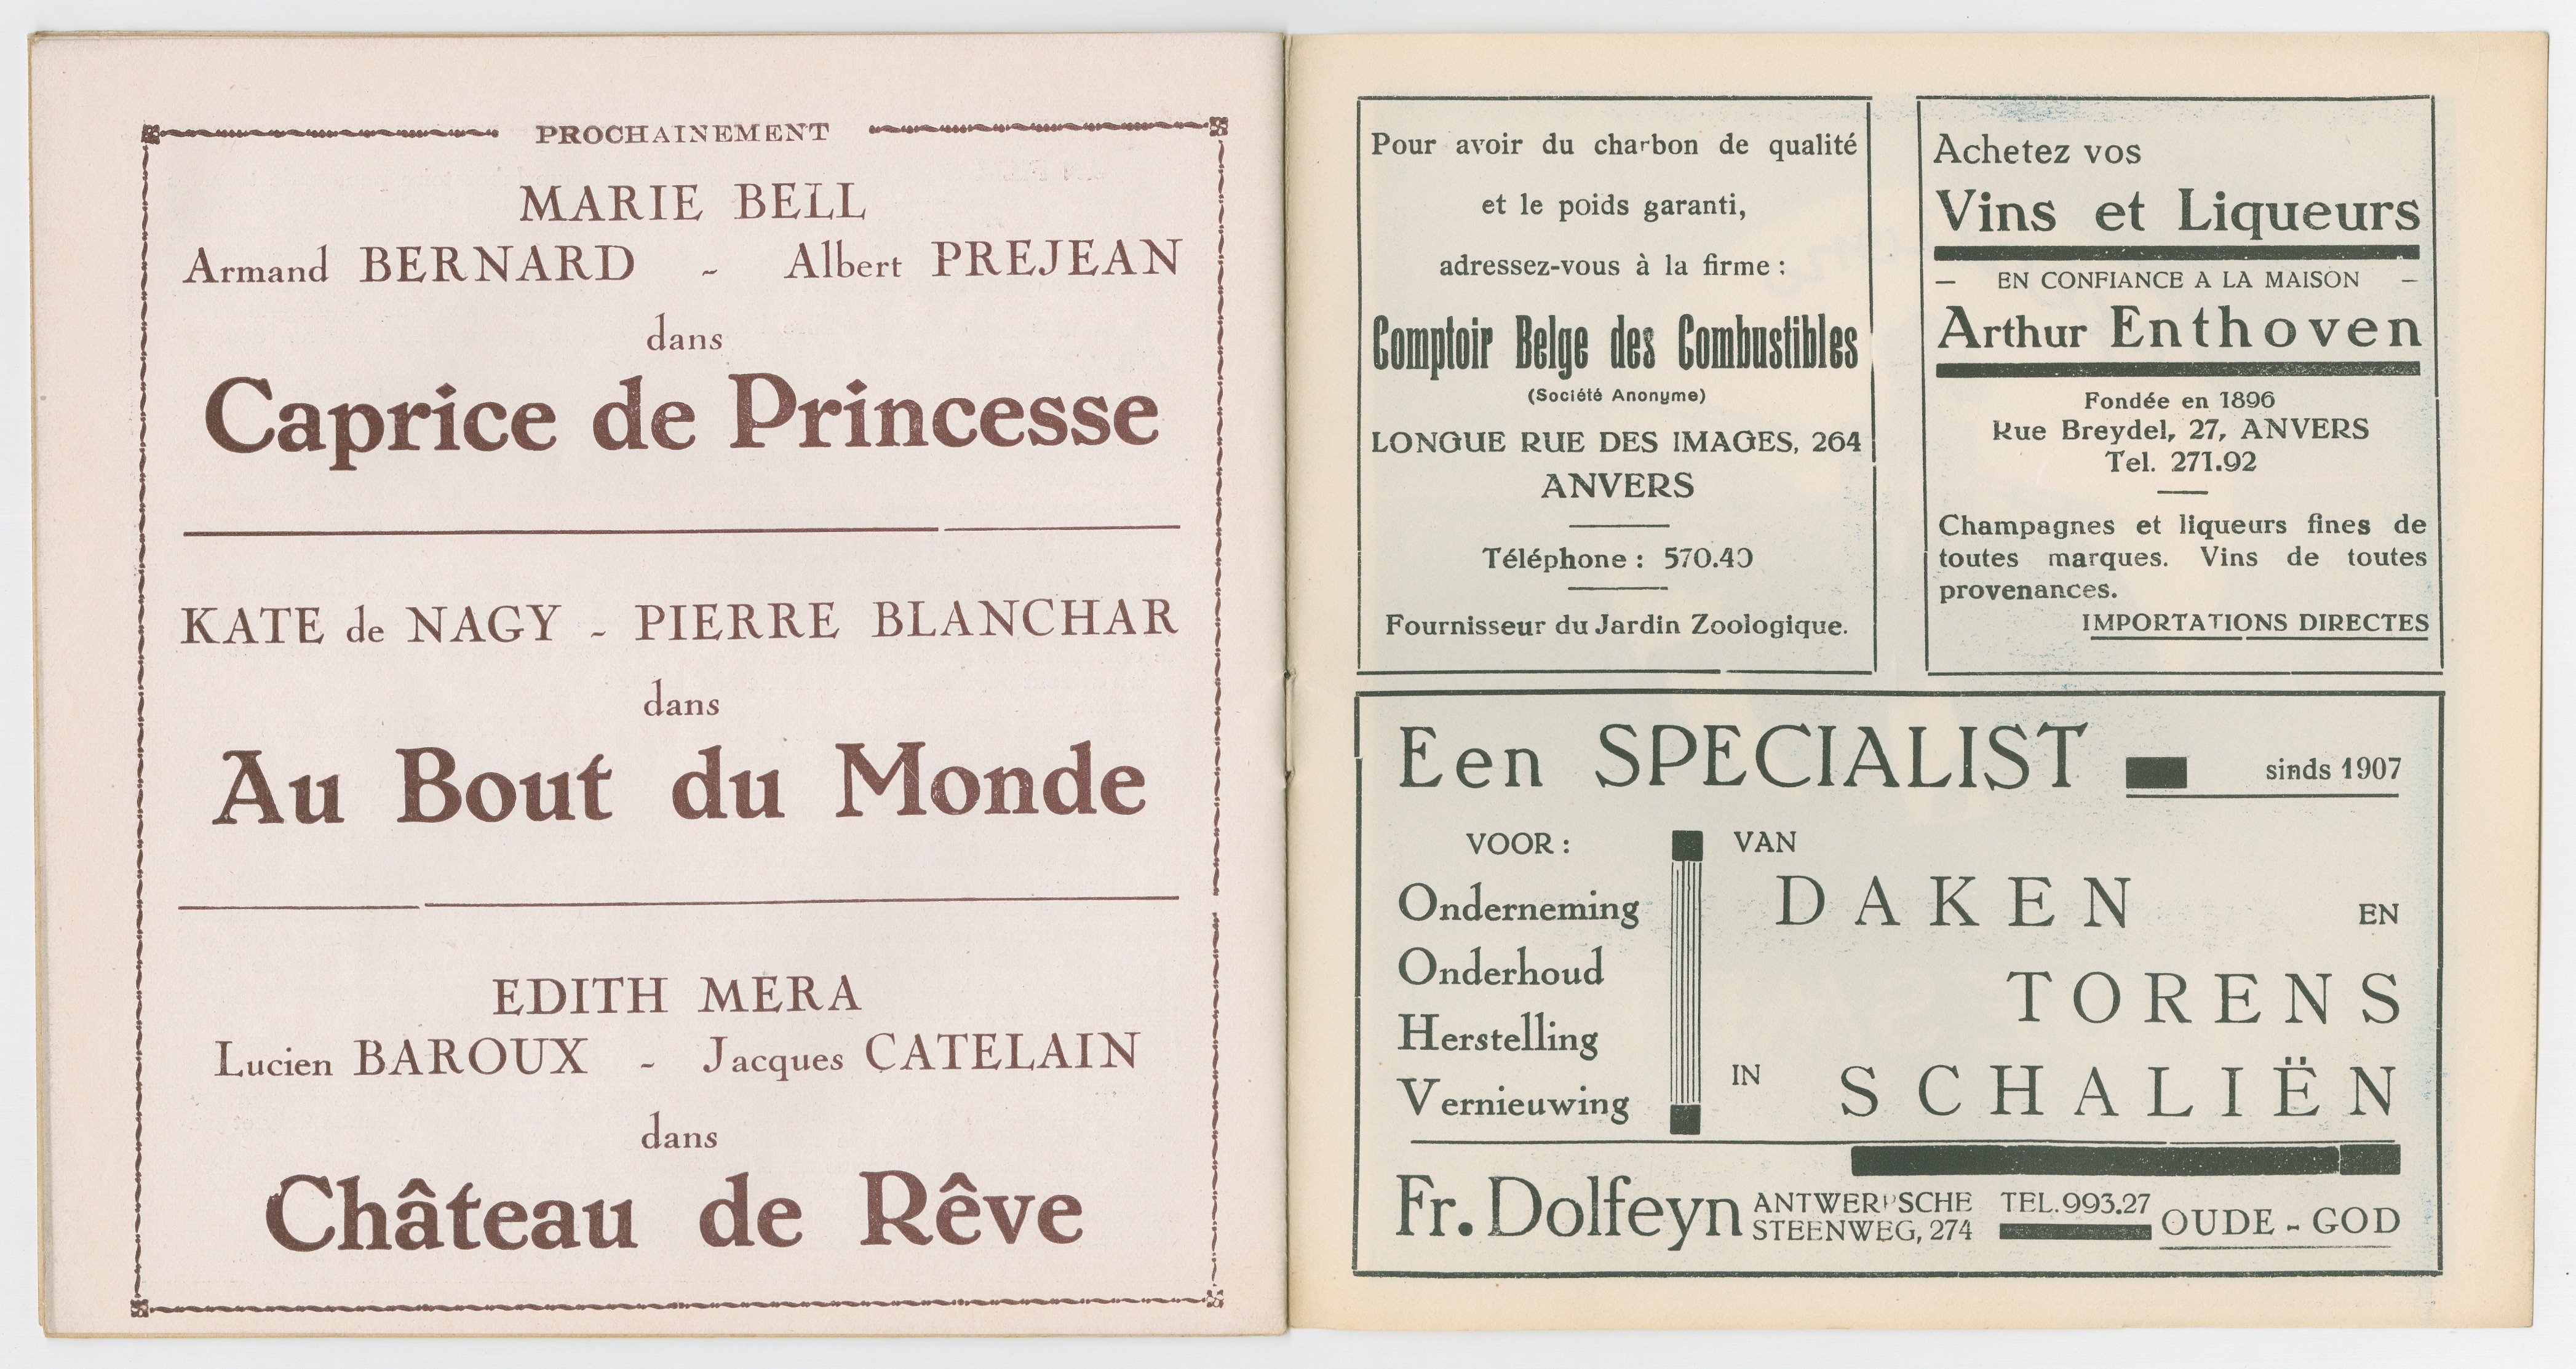 PROCHAINEMENT
MARIE BELL
Armand BERNARD - Albert PREJEAN
dans
Caprice de Princesse
KATE de NAGY - PIERRE BLANCHAR
dans
Au Bout du Monde
EDITH MERA
Lucien BAROUX - Jacques CATELAIN
dans
Château de Rêve
Pour avoir du charbon de qualité
et le poids garanti,
adressez-vous à la firme :
Comptoir Belge des Combustibles
(Société Anonyme)
LONGUE RUE DES IMAGES, 264
ANVERS
Téléphone : 570.40
Fournisseur du Jardin Zoologique.
Achetez vos
Vins et Liqueurs
— EN CONFIANCE A LA MAISON —
Arthur Enthoven
Fondée en 1896
Rue Breydel, 27, ANVERS
Tel. 271.92
Champagnes et liqueurs fines de
toutes marques. Vins de toutes
provenances.
IMPORTATIONS DIRECTES
Een SPECIALIST sinds 1907
VOOR :
Onderneming
Onderhoud
Herstelling
Vernieuwing
VAN
DAKEN EN
TORENS
IN SCHALIËN
Fr. Dolfeyn ANTWERPSCHE
STEENWEG, 274
TEL. 993.27
OUDE - GOD